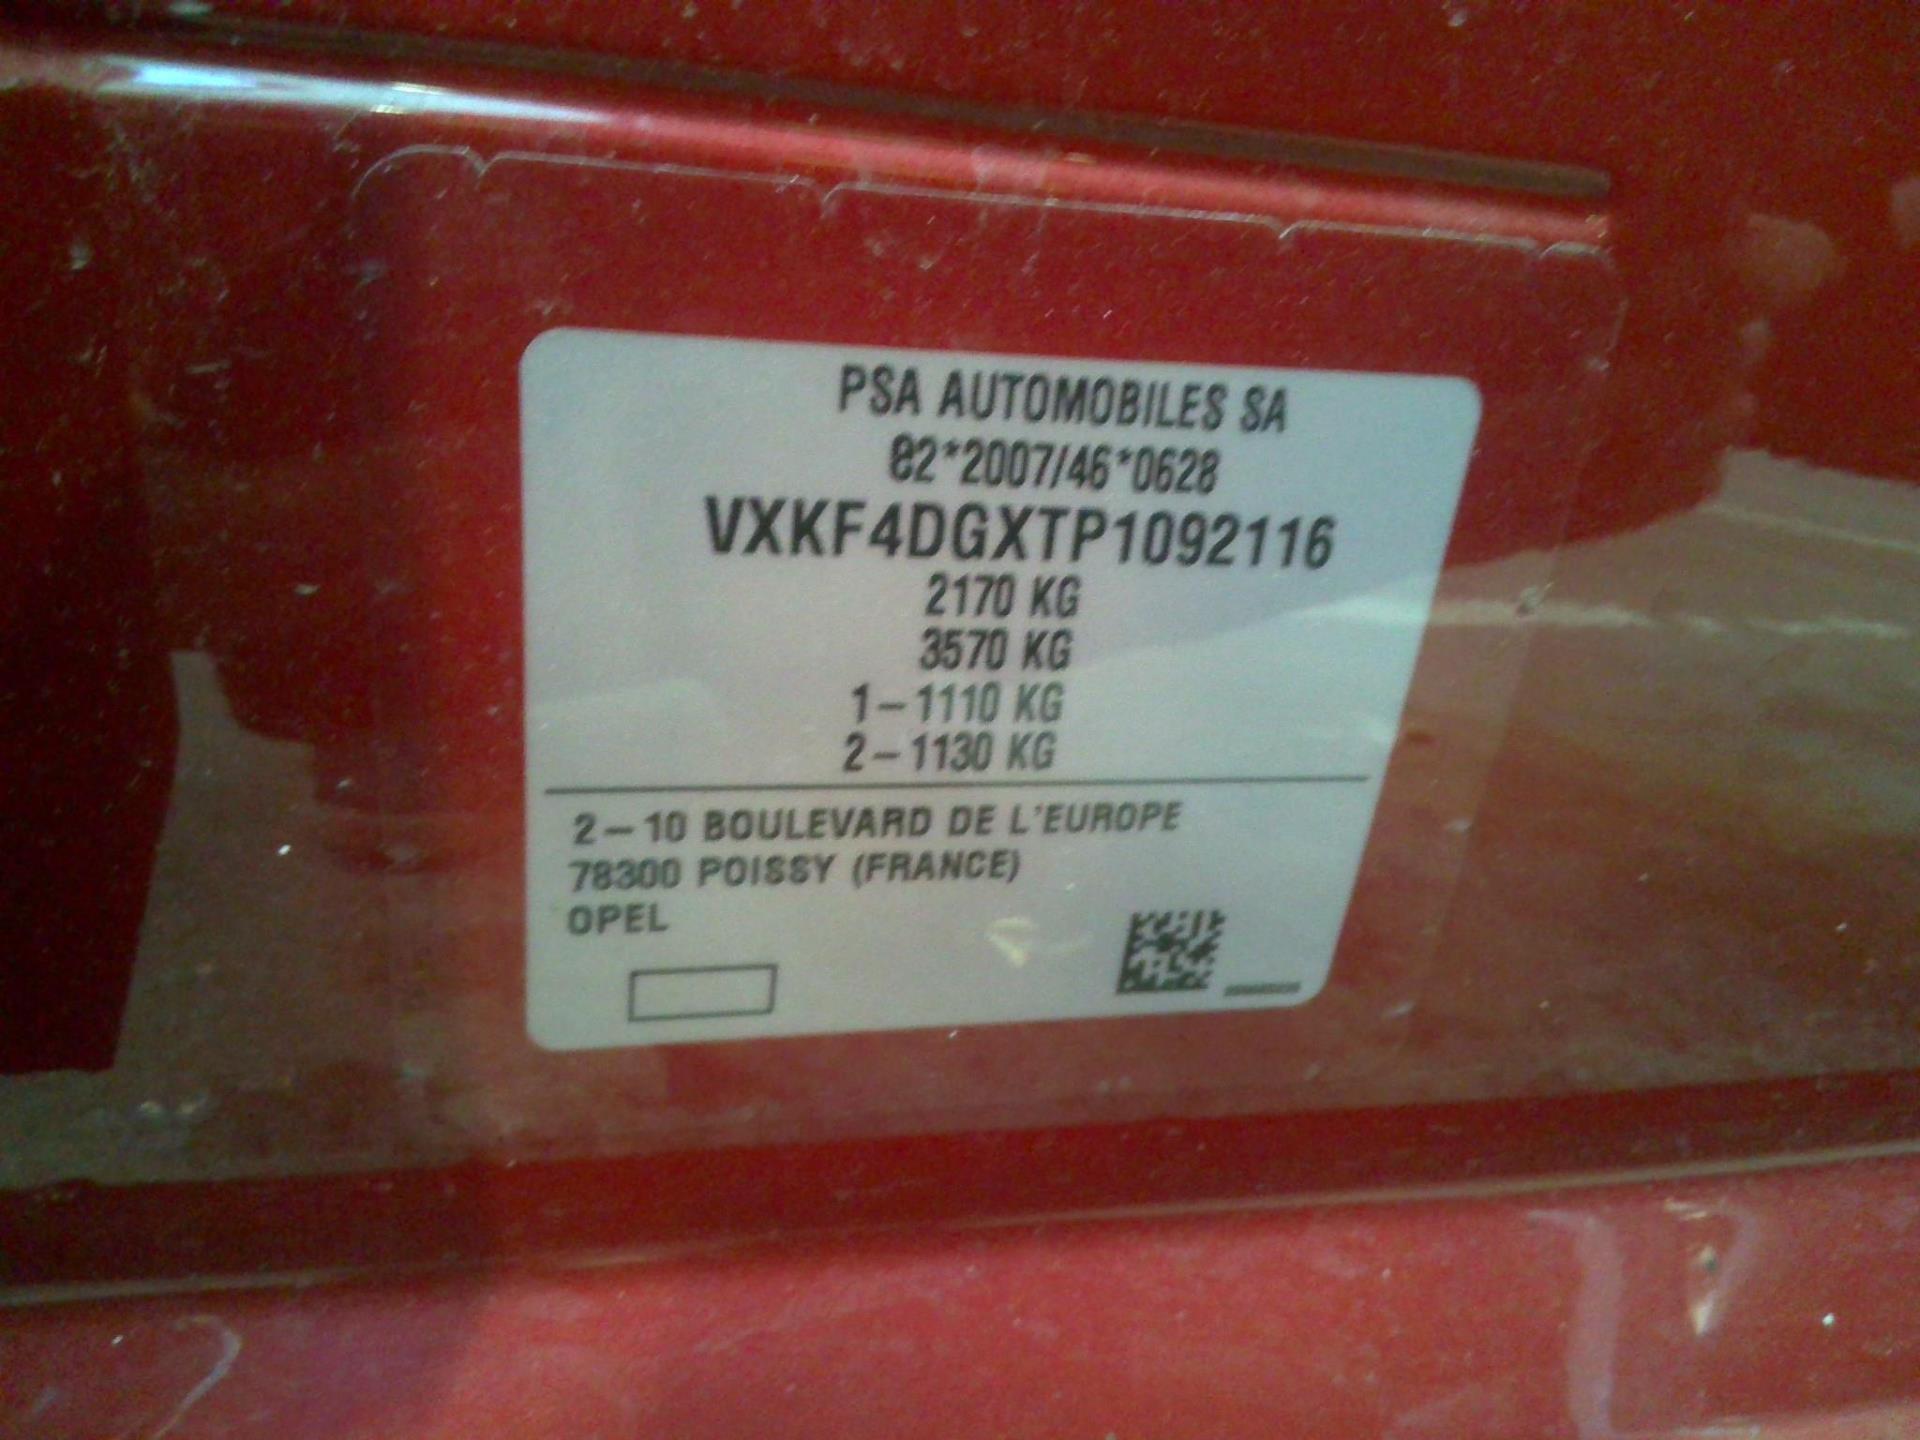 PSA AUTOMOBILES SA
e2*2007/46*0628
VXKF4DGXTP1092116
2170 KG
3570 KG
1-1110 KG
2-1130 KG
2-10 BOULEVARD DE L'EUROPE
78300 POISSY (FRANCE)
OPEL